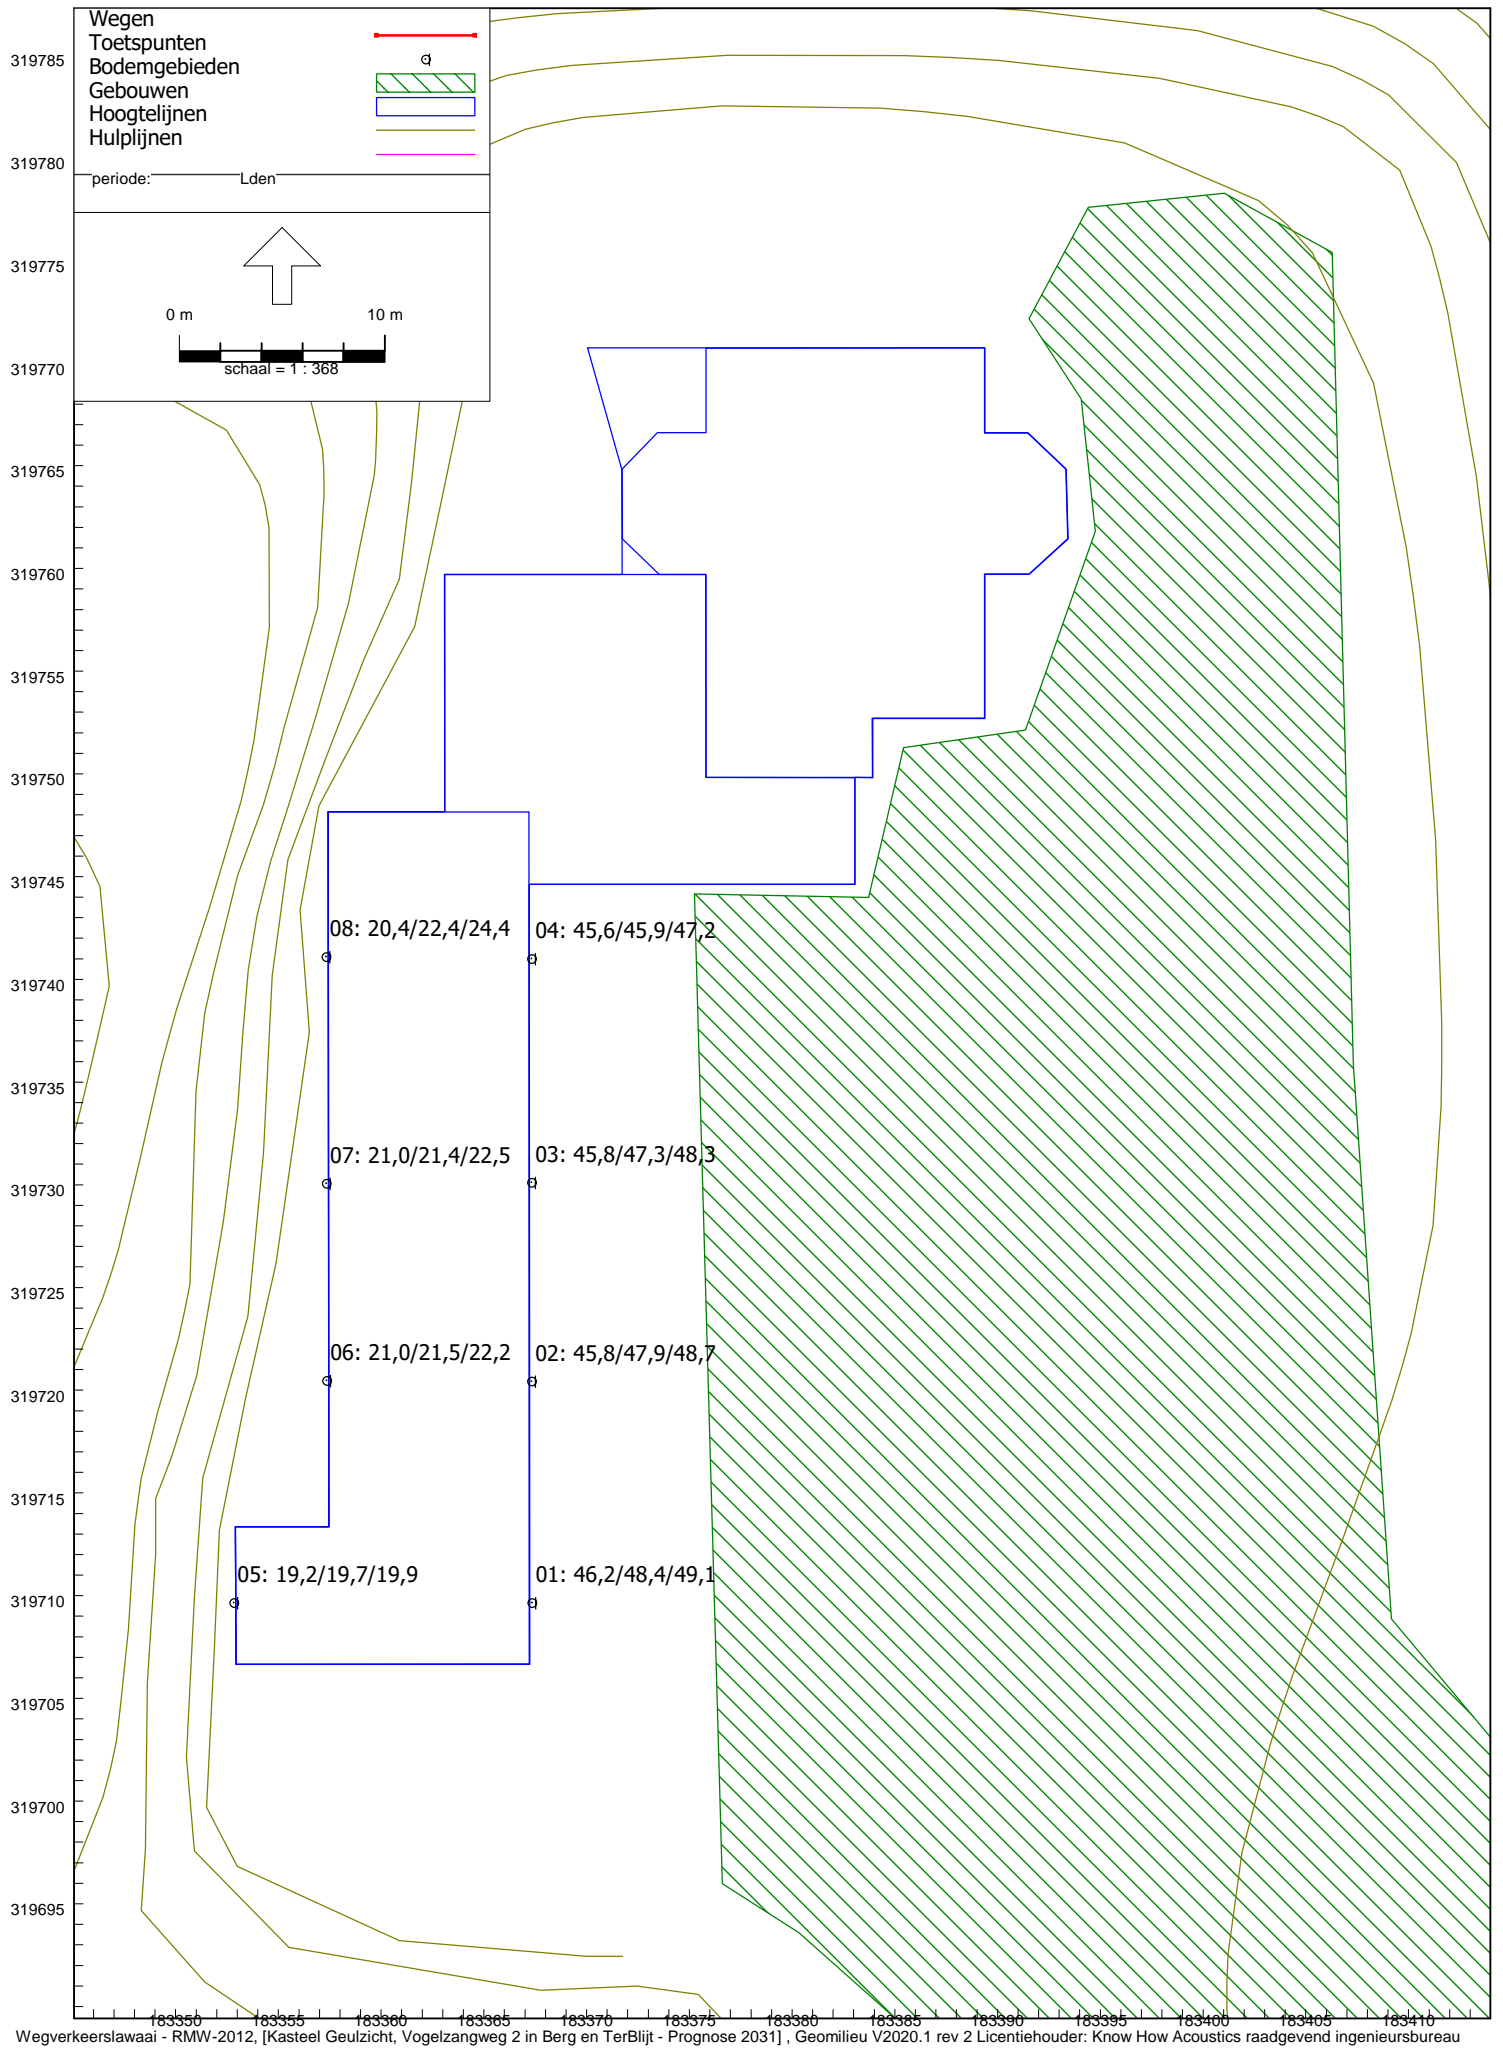 Wegen
Toetspunten
Bodemgebieden
Gebouwen
Hoogtelijnen
Hulplijnen
periode: Lden
0 m 10 m
schaal = 1 : 368
319785
319780
319775
319770
319765
319760
319755
319750
319745
319740
319735
319730
319725
319720
319715
319710
319705
319700
319695
08: 20,4/22,4/24,4
04: 45,6/45,9/47,2
07: 21,0/21,4/22,5
03: 45,8/47,3/48,3
06: 21,0/21,5/22,2
02: 45,8/47,9/48,7
05: 19,2/19,7/19,9
01: 46,2/48,4/49,1
183350 183355 183360 183365 183370 183375 183380 183385 183390 183395 183400 183405 183410
Wegverkeerslawaai - RMW-2012, [Kasteel Geulzicht, Vogelzangweg 2 in Berg en TerBlijt - Prognose 2031] , Geomilieu V2020.1 rev 2 Licentiehouder: Know How Acoustics raadgevend ingenieursbureau